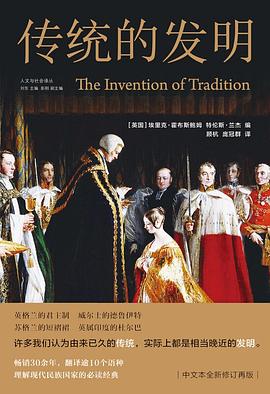 传统的发明
人文与社会译丛
刘东 主编 彭刚 副主编
The Invention of Tradition
[英国] 埃里克·霍布斯鲍姆 特伦斯·兰杰 编
顾杭 庞冠群 译
英格兰的君主制 威尔士的德鲁伊特
苏格兰的短褶裙 英属印度的杜尔巴
许多我们认为由来已久的传统,实际上都是相当晚近的发明。
畅销30余年,翻译逾10个语种
理解现代民族国家的必读经典
中文本全新修订再版